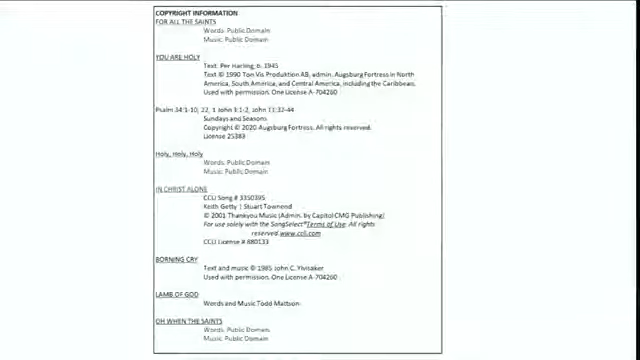 COPYRIGHT INFORMATION
FOR ALL THE SAINTS
Words: Public Domain
Music: Public Domain
YOU ARE HOLY
Text: Per Harling, b. 1945
Text © 1990 Ton Vis Produktion AB, admin. Augsburg Fortress in North
America, South America, and Central America, including the Caribbean.
Used with permission. One License A-704260
Psalm 34:1-10, 22, 1 John 3:1-2, John 11:32-44
Sundays and Seasons
Copyright © 2020 Augsburg Fortress. All rights reserved.
License 25383
Holy, Holy, Holy
Words: Public Domain
Music: Public Domain
IN CHRIST ALONE
CCLI Song # 3350395
Keith Getty | Stuart Townend
© 2001 Thankyou Music (Admin. by Capitol CMG Publishing)
For use solely with the SongSelect® Terms of Use. All rights
reserved. www.ccli.com
CCLI License # 880133
BORNING CRY
Text and music © 1985 John C. Ylvisaker
Used with permission. One License A-704260
LAMB OF GOD
Words and Music Todd Mattson
OH WHEN THE SAINTS
Words: Public Domain
Music: Public Domain